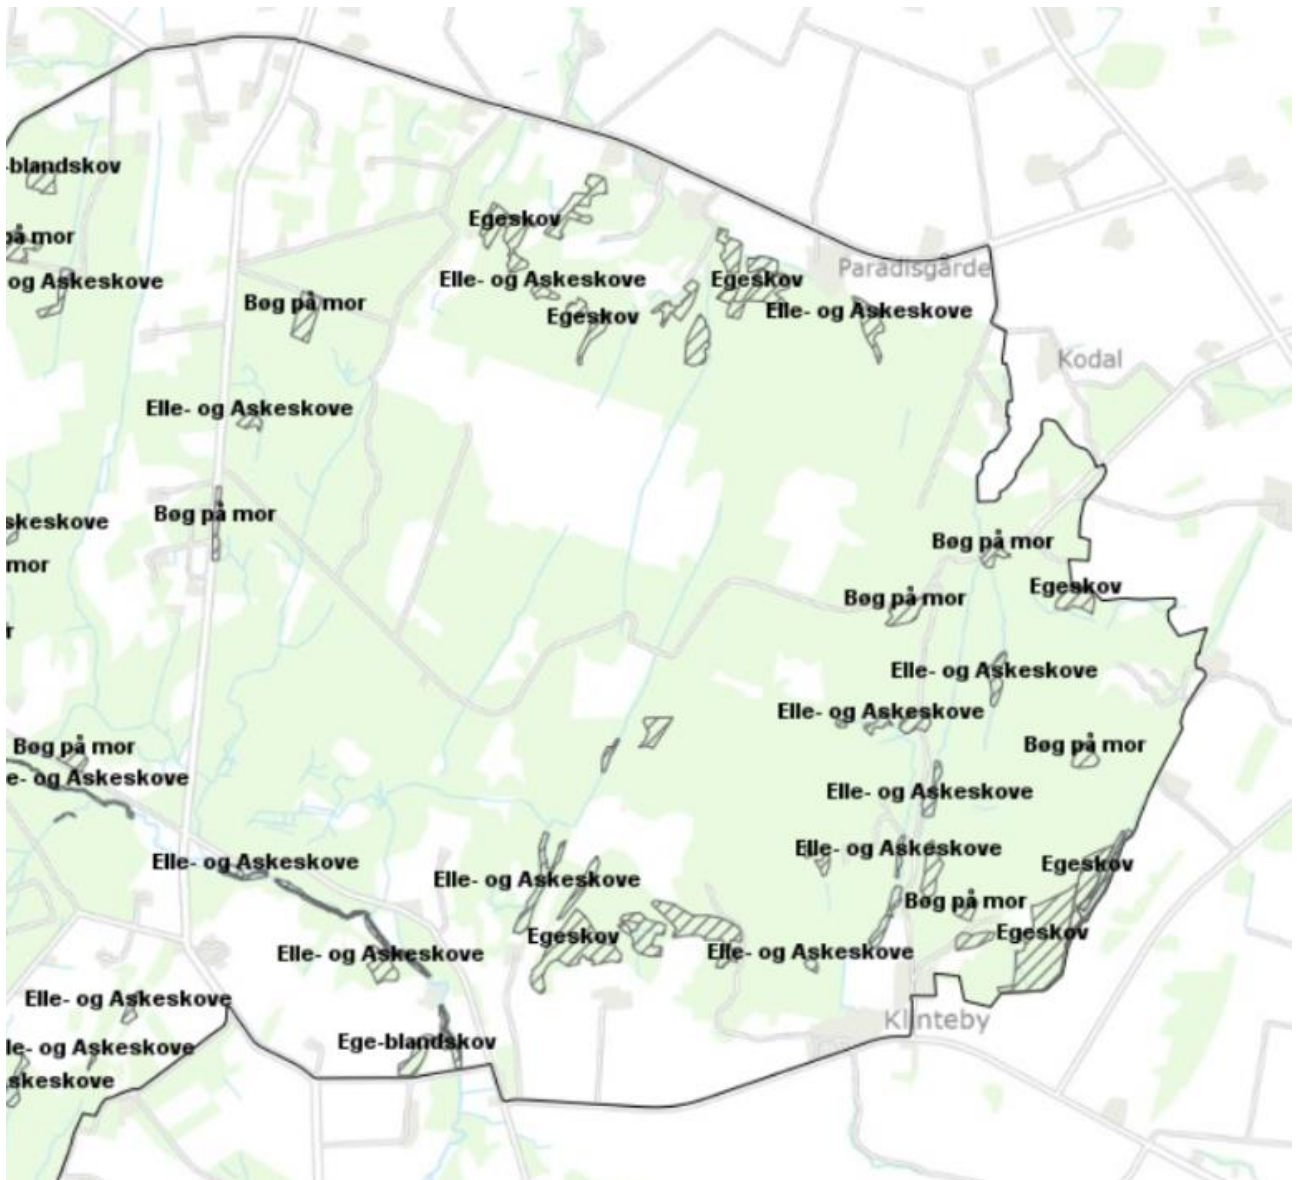 -blandskov
på mor
og Askeskove
Egeskov
Elle- og Askeskove
Egeskov
Egeskov
Elle- og Askeskove
Paradisgårde
Bøg på mor
Kodal
Elle- og Askeskove
Bøg på mor
skeskove
mor
r
Bøg på mor
Egeskov
Bøg på mor
Elle- og Askeskove
Elle- og Askeskove
Bøg på mor
Bøg på mor
e- og Askeskove
Elle- og Askeskove
Elle- og Askeskove
Elle- og Askeskove
Elle- og Askeskove
Egeskov
Bøg på mor
Egeskov
Egeskov
Elle- og Askeskove
Elle- og Askeskove
Elle- og Askeskove
Klinteby
Ege-blandskov
le- og Askeskove
skeskove